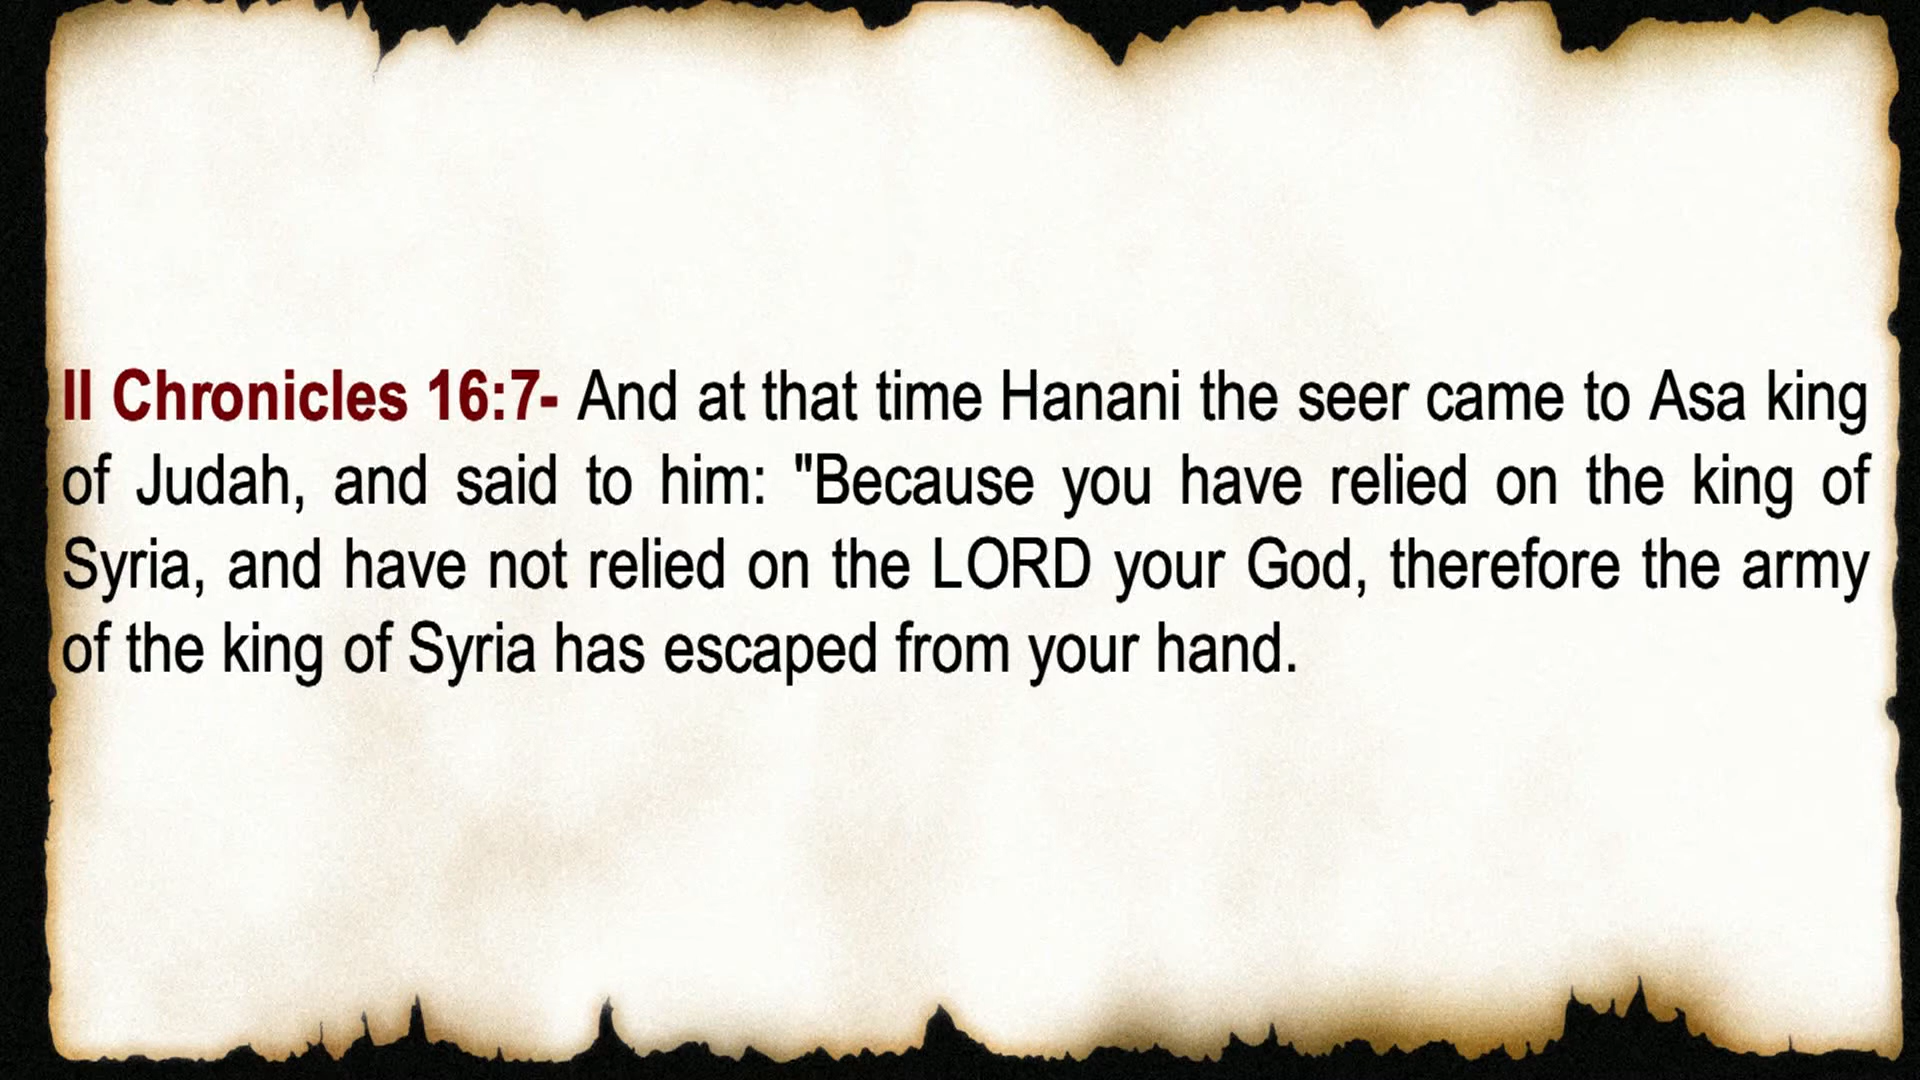 II Chronicles 16:7- And at that time Hanani the seer came to Asa king
of Judah, and said to him: "Because you have relied on the king of
Syria, and have not relied on the LORD your God, therefore the army
of the king of Syria has escaped from your hand.